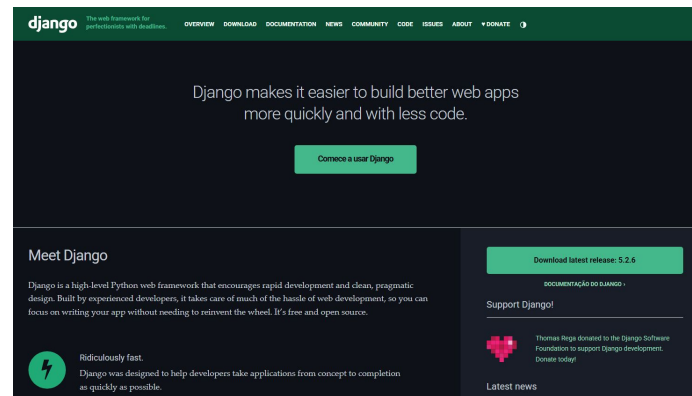 django The web framework for
perfectionists with deadlines. OVERVIEW DOWNLOAD DOCUMENTATION NEWS COMMUNITY CODE ISSUES ABOUT ♥ DONATE
Django makes it easier to build better web apps
more quickly and with less code.
Comece a usar Django
Meet Django
Django is a high-level Python web framework that encourages rapid development and clean, pragmatic
design. Built by experienced developers, it takes care of much of the hassle of web development, so you can
focus on writing your app without needing to reinvent the wheel. It's free and open source.
Ridiculously fast.
Django was designed to help developers take applications from concept to completion
as quickly as possible.
Download latest release: 5.2.6
DOCUMENTAÇÃO DO DJANGO ›
Support Django!
Thomas Rega donated to the Django Software
Foundation to support Django development.
Donate today!
Latest news